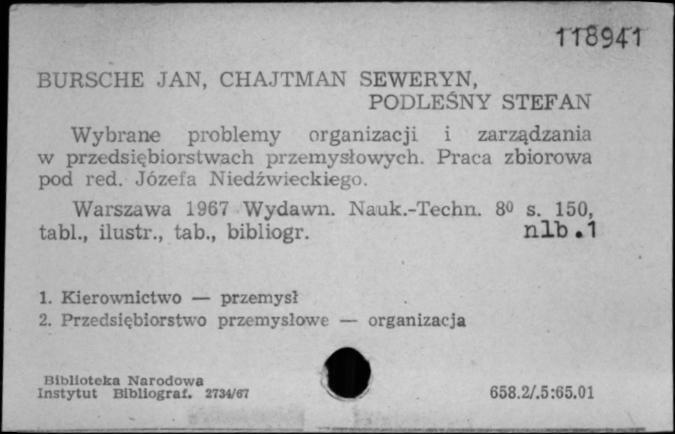 118941
BURSCHE JAN, CHAJTMAN SEWERYN,
PODLEŚNY STEFAN
Wybrane problemy organizacji i zarządzania
w przedsiębiorstwach przemysłowych. Praca zbiorowa
pod red. Józefa Niedźwieckiego.
Warszawa 1967 Wydawn. Nauk.-Techn. 8⁰ s. 150,
tabl., ilustr., tab., bibliogr. nlb.1
1. Kierownictwo — przemysł
2. Przedsiębiorstwo przemysłowe — organizacja
Biblioteka Narodowa
Instytut Bibliograf. 2734/67 658.2/.5:65.01